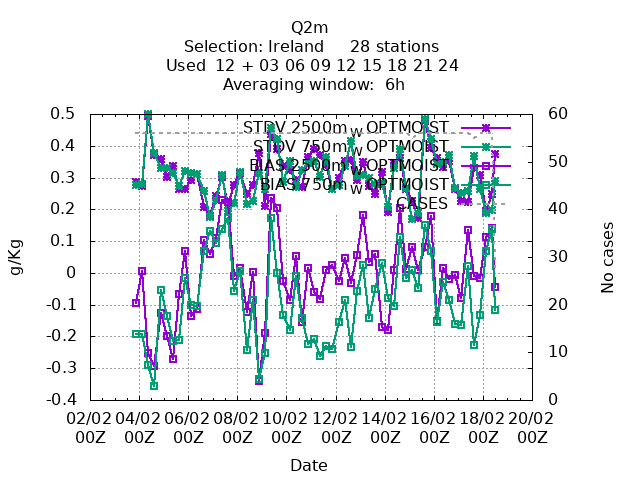 Q2m
Selection: Ireland     28 stations
Used  12 + 03 06 09 12 15 18 21 24
Averaging window:  6h
STDV 2500m_W_OPTMOIST
STDV 750m_W_OPTMOIST
BIAS 2500m_W_OPTMOIST
BIAS 750m_W_OPTMOIST
CASES
0.5
0.4
0.3
0.2
0.1
0
-0.1
-0.2
-0.3
-0.4
g/Kg
60
50
40
30
20
10
0
No cases
02/02 04/02 06/02 08/02 10/02 12/02 14/02 16/02 18/02 20/02
00Z 00Z 00Z 00Z 00Z 00Z 00Z 00Z 00Z 00Z
Date